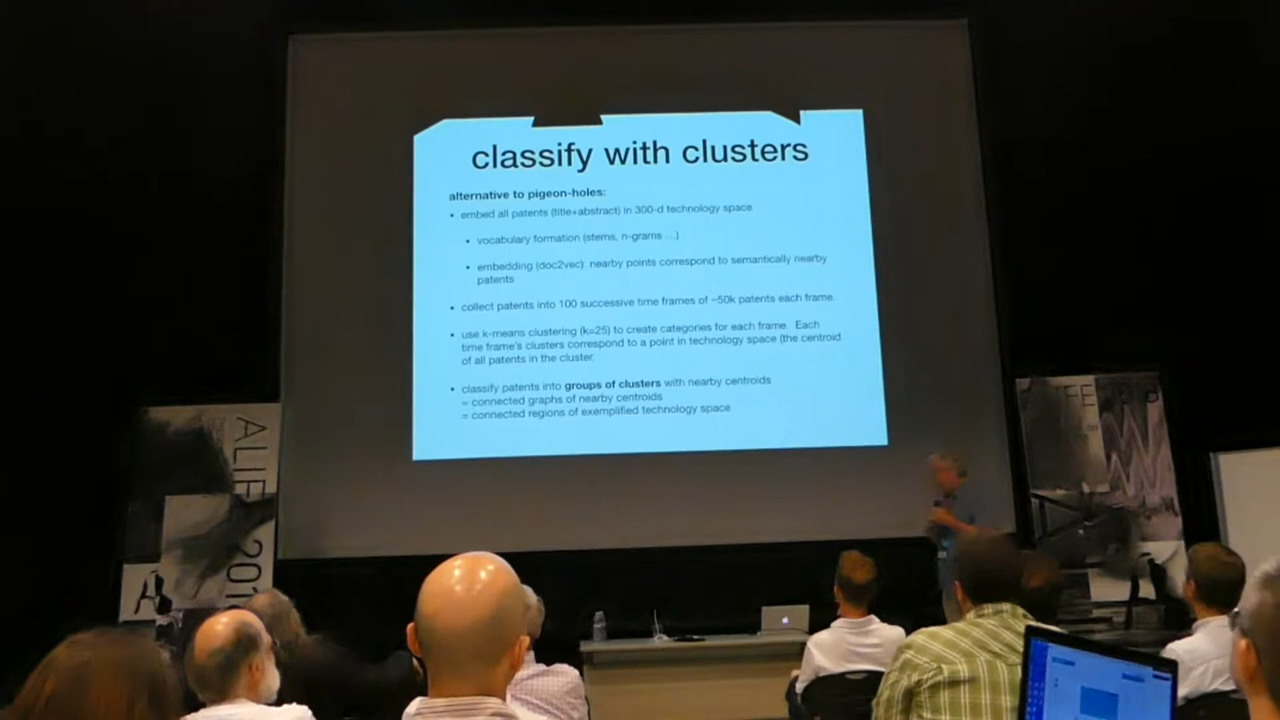 classify with clusters
alternative to pigeon-holes:
• embed all patents (title+abstract) in 300-d technology space
• vocabulary formation (stems, n-grams ...)
• embedding (doc2vec): nearby points correspond to semantically nearby
patents
• collect patents into 100 successive time frames of ~50k patents each frame.
• use k-means clustering (k=25) to create categories for each frame. Each
time frame's clusters correspond to a point in technology space (the centroid
of all patents in the cluster.
• classify patents into groups of clusters with nearby centroids
= connected graphs of nearby centroids
= connected regions of exemplified technology space
ALIFE 201